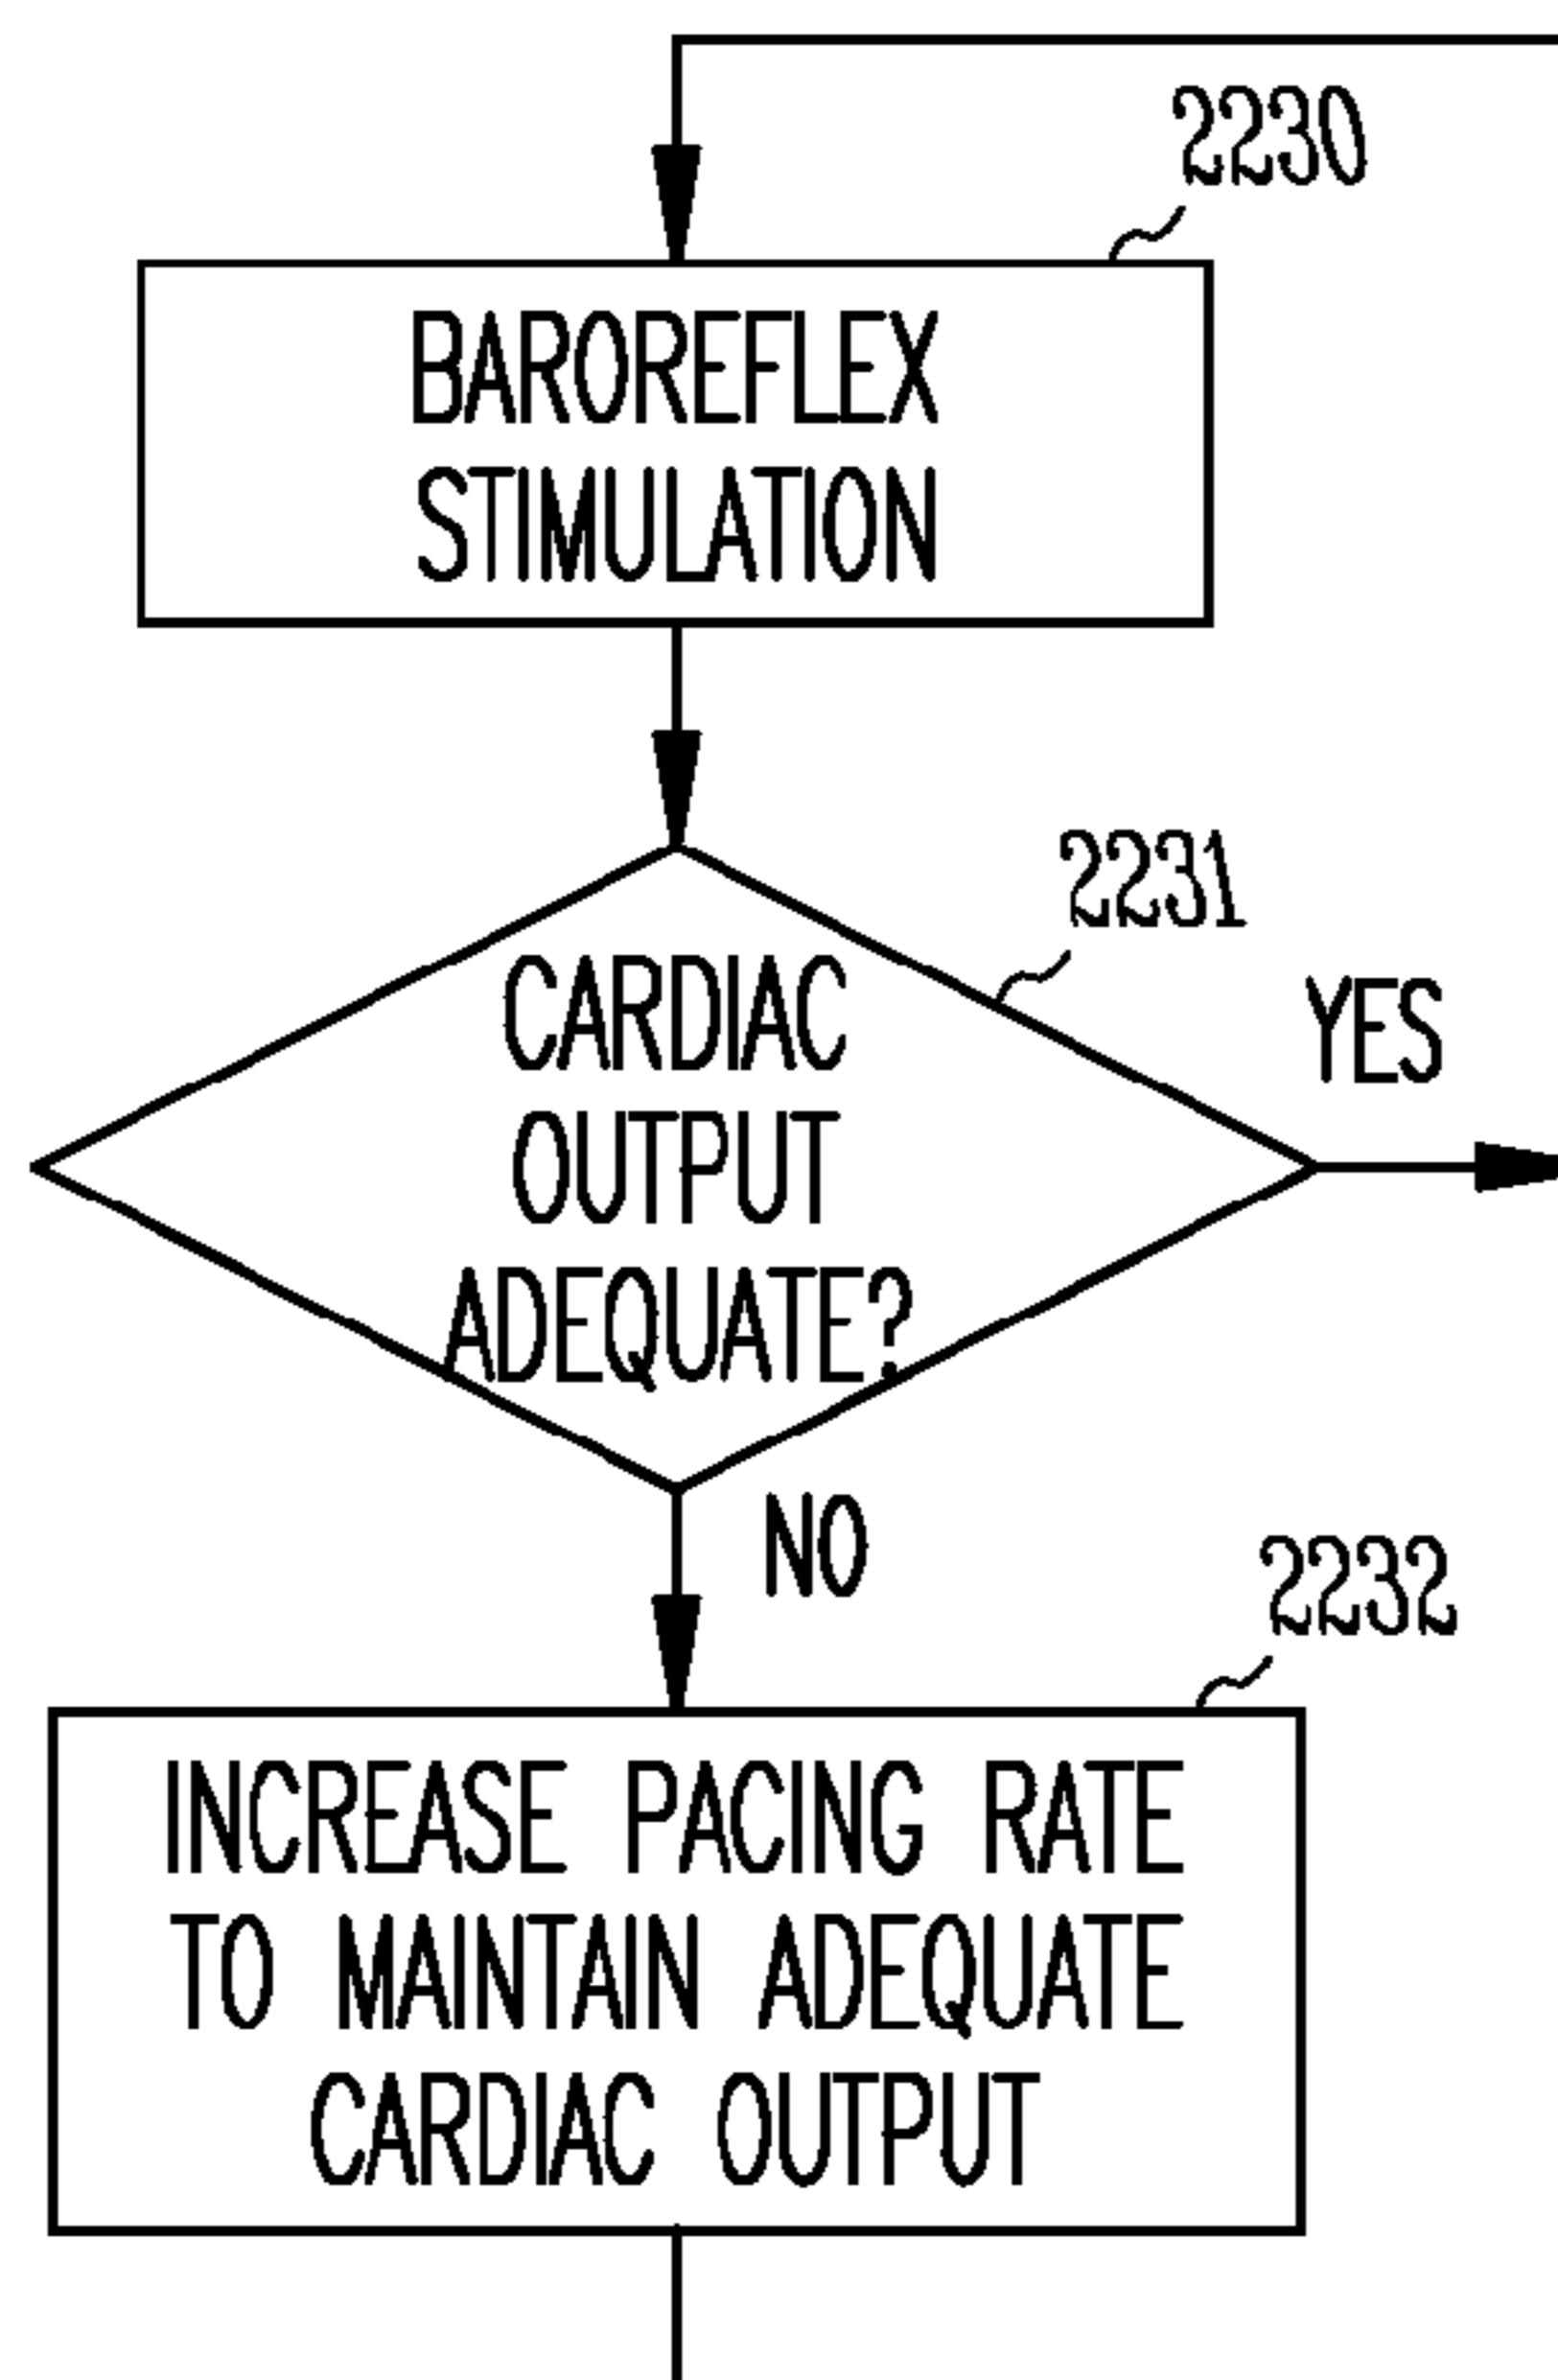 2230
BAROREFLEX
STIMULATION
2231
CARDIAC
OUTPUT
ADEQUATE?
YES
NO
2232
INCREASE PACING RATE
TO MAINTAIN ADEQUATE
CARDIAC OUTPUT